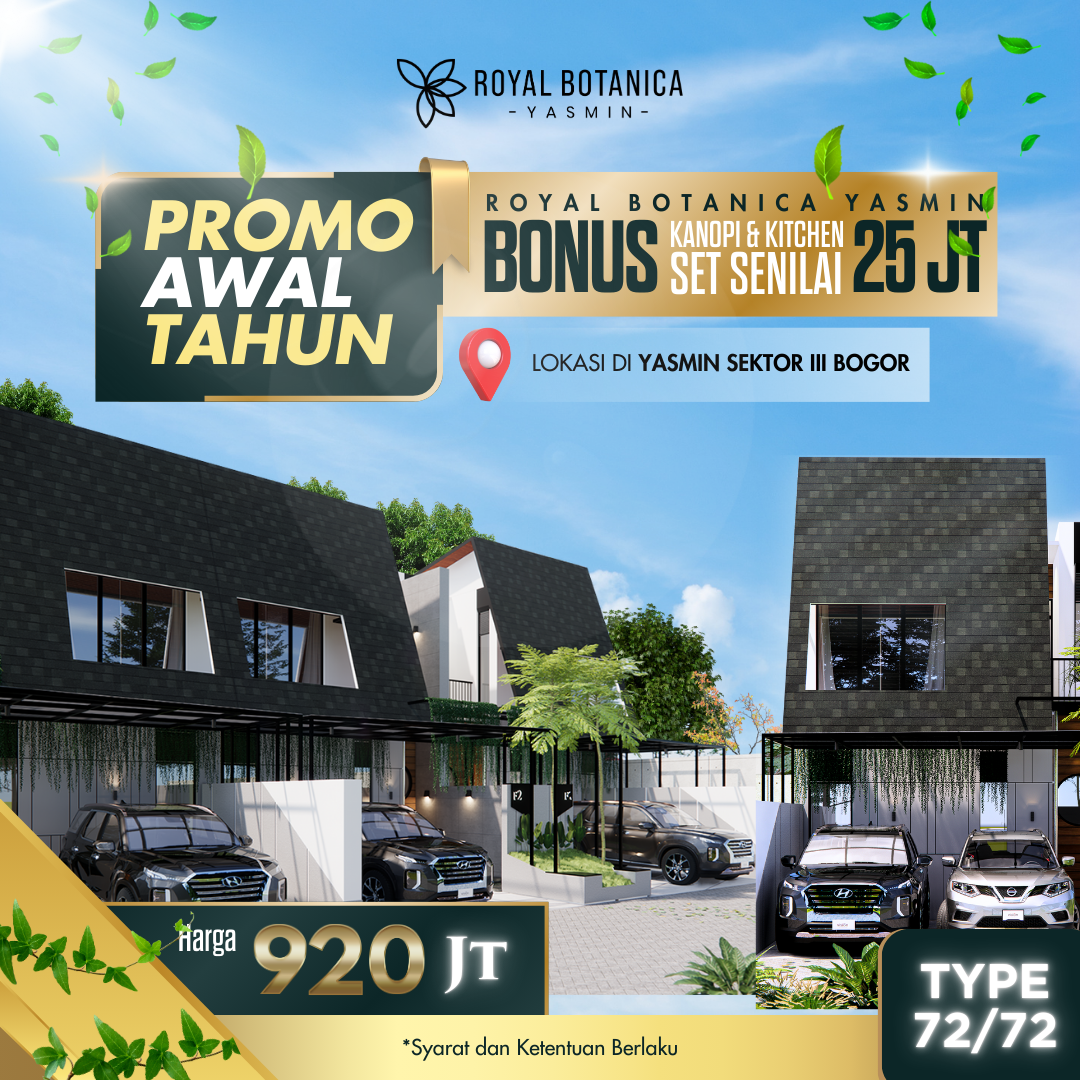 ROYAL BOTANICA
- YASMIN -
PROMO
AWAL
TAHUN
ROYAL BOTANICA YASMIN
BONUS KANOPI & KITCHEN SET SENILAI 25 JT
LOKASI DI YASMIN SEKTOR III BOGOR
F2
Harga 920 JT
TYPE
72/72
*Syarat dan Ketentuan Berlaku